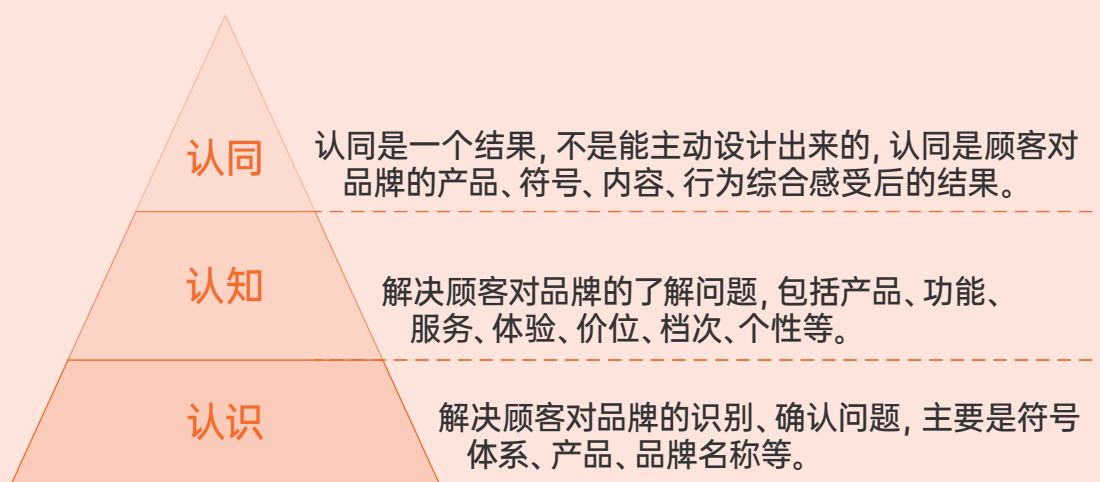 认同
认同是一个结果, 不是能主动设计出来的, 认同是顾客对
品牌的产品、符号、内容、行为综合感受后的结果。
认知
解决顾客对品牌的了解问题, 包括产品、功能、
服务、体验、价位、档次、个性等。
认识
解决顾客对品牌的识别、确认问题, 主要是符号
体系、产品、品牌名称等。